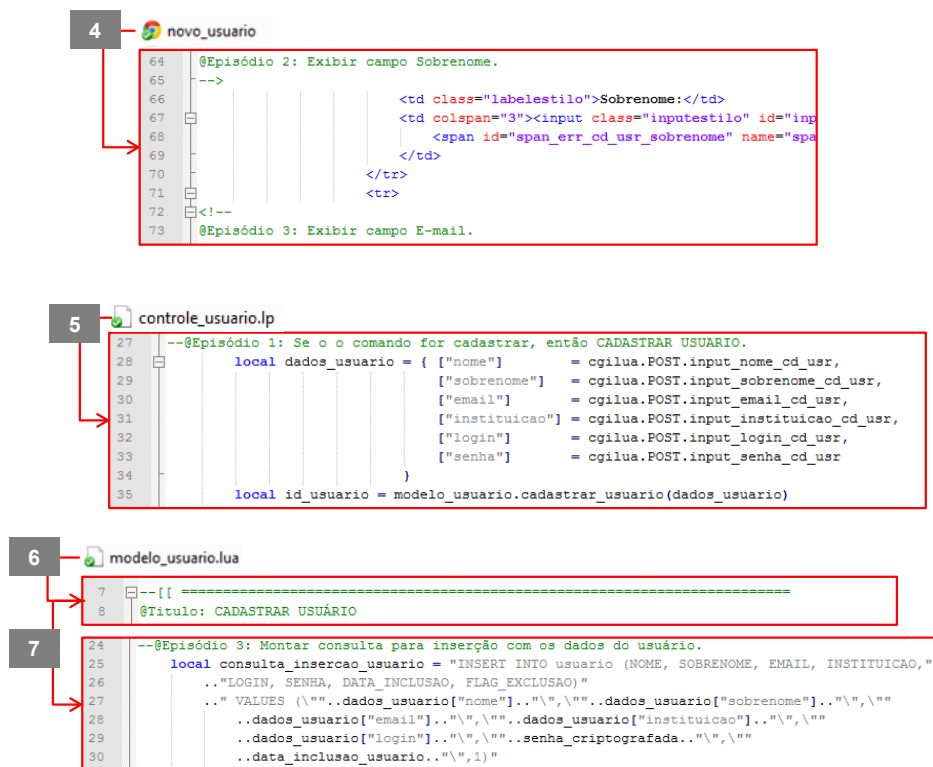 4
novo_usuario
64 @Episódio 2: Exibir campo Sobrenome.
65 -->
66 <td class="labelestilo">Sobrenome:</td>
67 <td colspan="3"><input class="inputestilo" id="inp
68 <span id="span_err_cd_usr_sobrenome" name="spa
69 </td>
70 </tr>
71 <tr>
72 <!--
73 @Episódio 3: Exibir campo E-mail.
5
controle_usuario.lp
27 --@Episódio 1: Se o o comando for cadastrar, então CADASTRAR USUARIO.
28 local dados_usuario = { ["nome"] = cgilua.POST.input_nome_cd_usr,
29 ["sobrenome"] = cgilua.POST.input_sobrenome_cd_usr,
30 ["email"] = cgilua.POST.input_email_cd_usr,
31 ["instituicao"] = cgilua.POST.input_instituicao_cd_usr,
32 ["login"] = cgilua.POST.input_login_cd_usr,
33 ["senha"] = cgilua.POST.input_senha_cd_usr
34 }
35 local id_usuario = modelo_usuario.cadastrar_usuario(dados_usuario)
6
modelo_usuario.lua
7 --[[ =========================================================================
8 @Titulo: CADASTRAR USUÁRIO
7
24 --@Episódio 3: Montar consulta para inserção com os dados do usuário.
25 local consulta_insercao_usuario = "INSERT INTO usuario (NOME, SOBRENOME, EMAIL, INSTITUICAO,"
26 .."LOGIN, SENHA, DATA_INCLUSAO, FLAG_EXCLUSAO)"
27 .." VALUES (\""..dados_usuario["nome"].."\",\""..dados_usuario["sobrenome"].."\",\""
28 ..dados_usuario["email"].."\",\""..dados_usuario["instituicao"].."\",\""
29 ..dados_usuario["login"].."\",\""..senha_criptografada.."\",\""
30 ..data_inclusao_usuario.."\",1)"